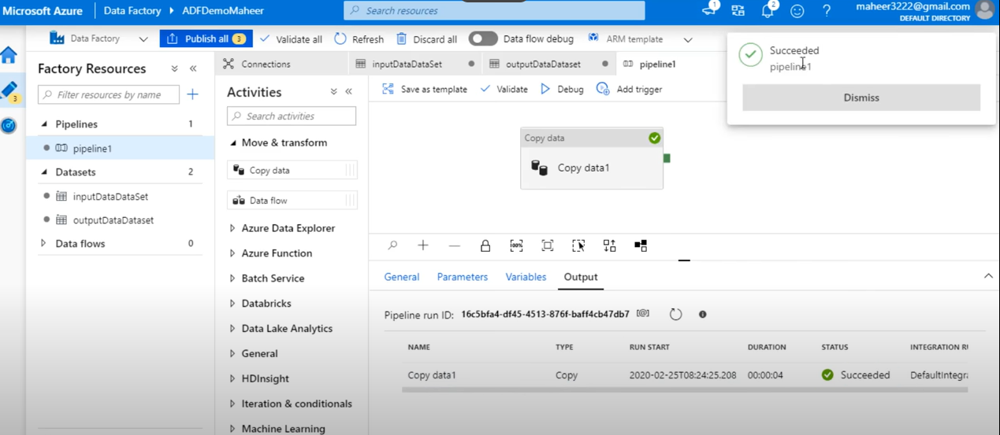 Microsoft Azure
Data Factory
ADFDemoMaheer
Search resources
1
2
maheer3222@gmail.com
DEFAULT DIRECTORY
Data Factory
Publish all 3
Validate all
Refresh
Discard all
Data flow debug
ARM template
Succeeded
pipeline1
Dismiss
3
Factory Resources
Filter resources by name
Pipelines 1
pipeline1
Datasets 2
inputDataDataSet
outputDataDataset
Data flows 0
Connections
inputDataDataSet
outputDataDataset
pipeline1
Activities
Search activities
Move & transform
Copy data
Data flow
Azure Data Explorer
Azure Function
Batch Service
Databricks
Data Lake Analytics
General
HDInsight
Iteration & conditionals
Machine Learning
Save as template
Validate
Debug
Add trigger
Copy data
Copy data1
100%
General
Parameters
Variables
Output
Pipeline run ID: 16c5bfa4-df45-4513-876f-baff4cb47db7 [@]
NAME TYPE RUN START DURATION STATUS INTEGRATION RU
Copy data1 Copy 2020-02-25T08:24:25.208 00:00:04 Succeeded DefaultIntegra